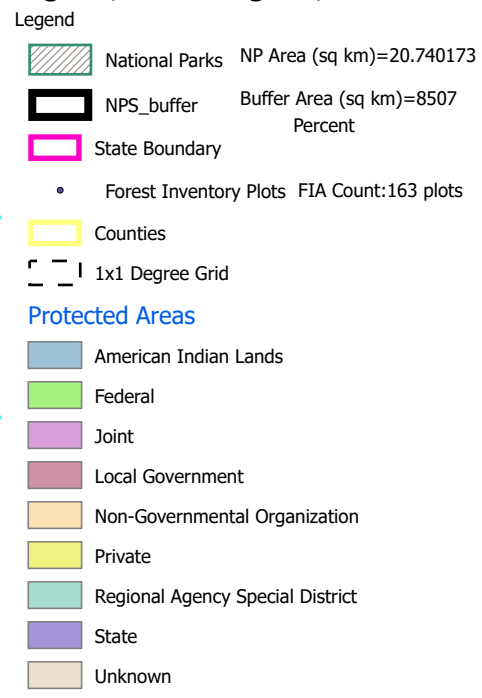 Legend
National Parks NP Area (sq km)=20.740173
NPS_buffer Buffer Area (sq km)=8507
Percent
State Boundary
Forest Inventory Plots FIA Count:163 plots
Counties
1x1 Degree Grid
Protected Areas
American Indian Lands
Federal
Joint
Local Government
Non-Governmental Organization
Private
Regional Agency Special District
State
Unknown